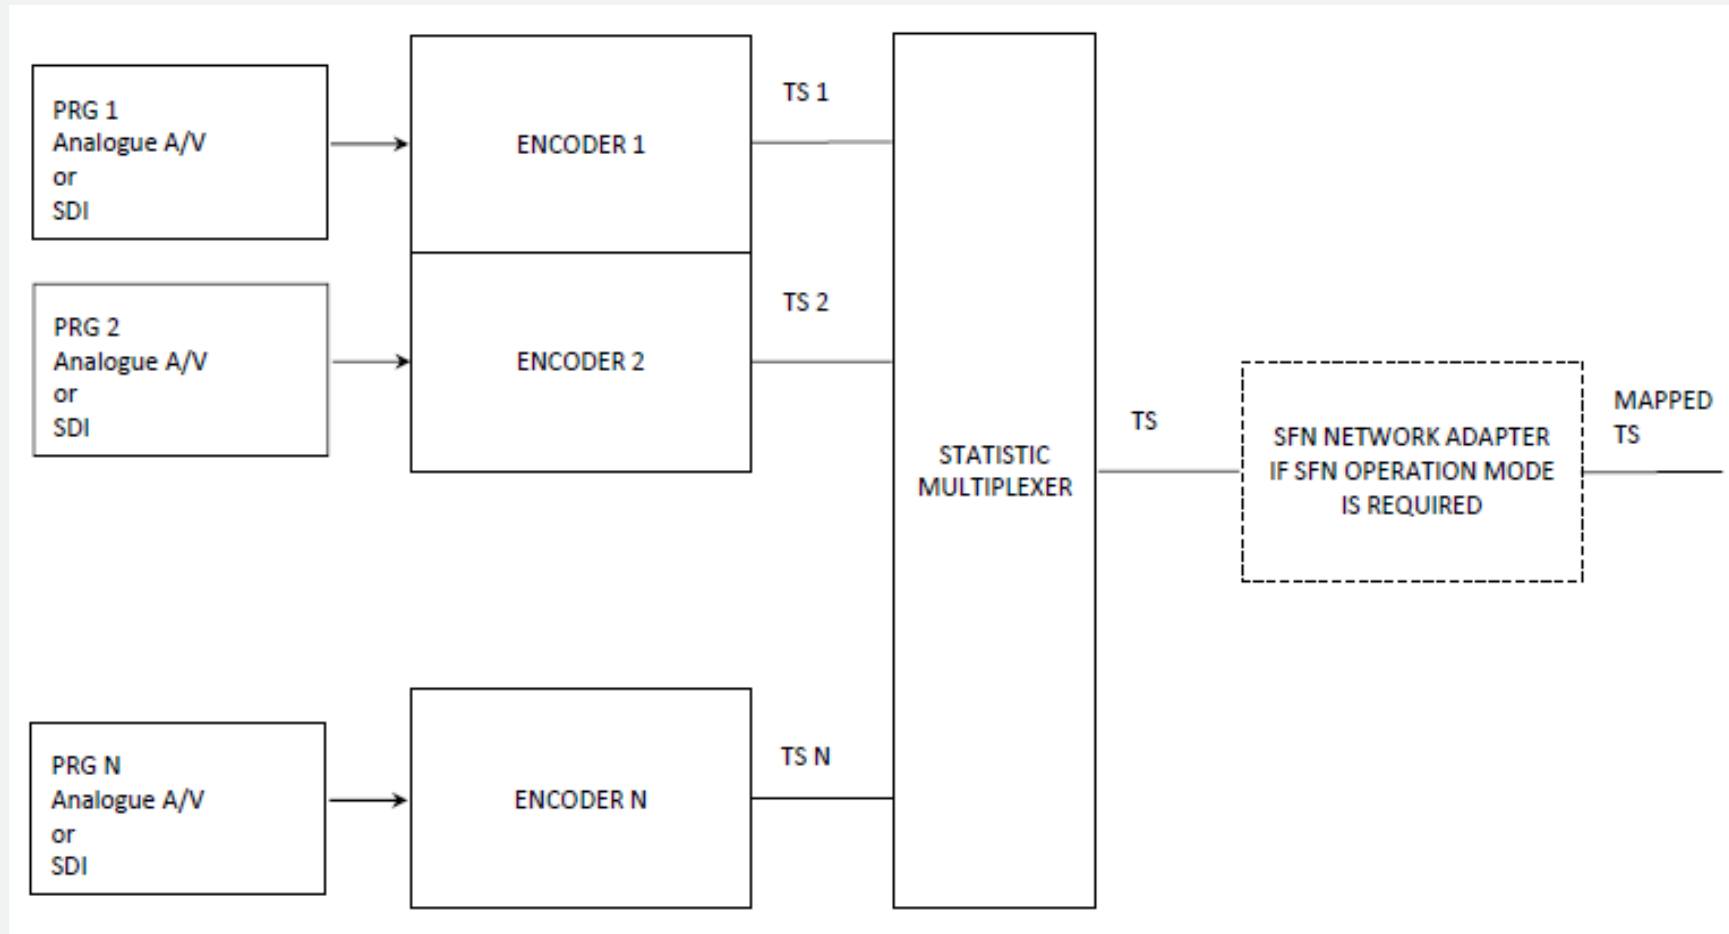 PRG 1
Analogue A/V
or
SDI
ENCODER 1
TS 1
PRG 2
Analogue A/V
or
SDI
ENCODER 2
TS 2
PRG N
Analogue A/V
or
SDI
ENCODER N
TS N
STATISTIC
MULTIPLEXER
TS
SFN NETWORK ADAPTER
IF SFN OPERATION MODE
IS REQUIRED
MAPPED
TS